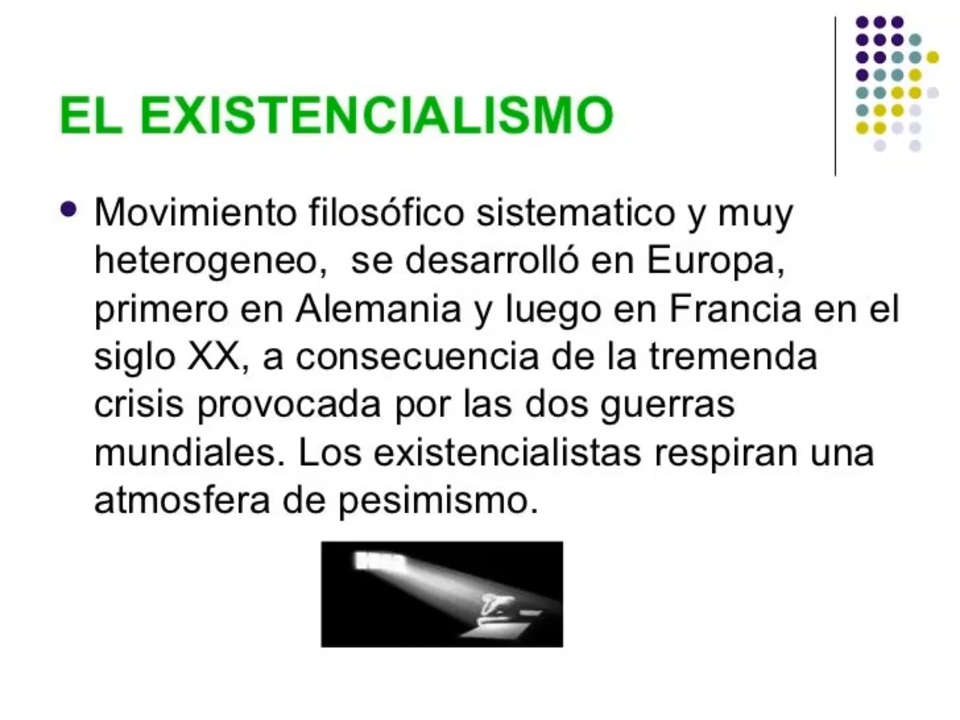 EL EXISTENCIALISMO
Movimiento filosófico sistematico y muy
heterogeneo,  se desarrolló en Europa,
primero en Alemania y luego en Francia en el
siglo XX, a consecuencia de la tremenda
crisis provocada por las dos guerras
mundiales. Los existencialistas respiran una
atmosfera de pesimismo.